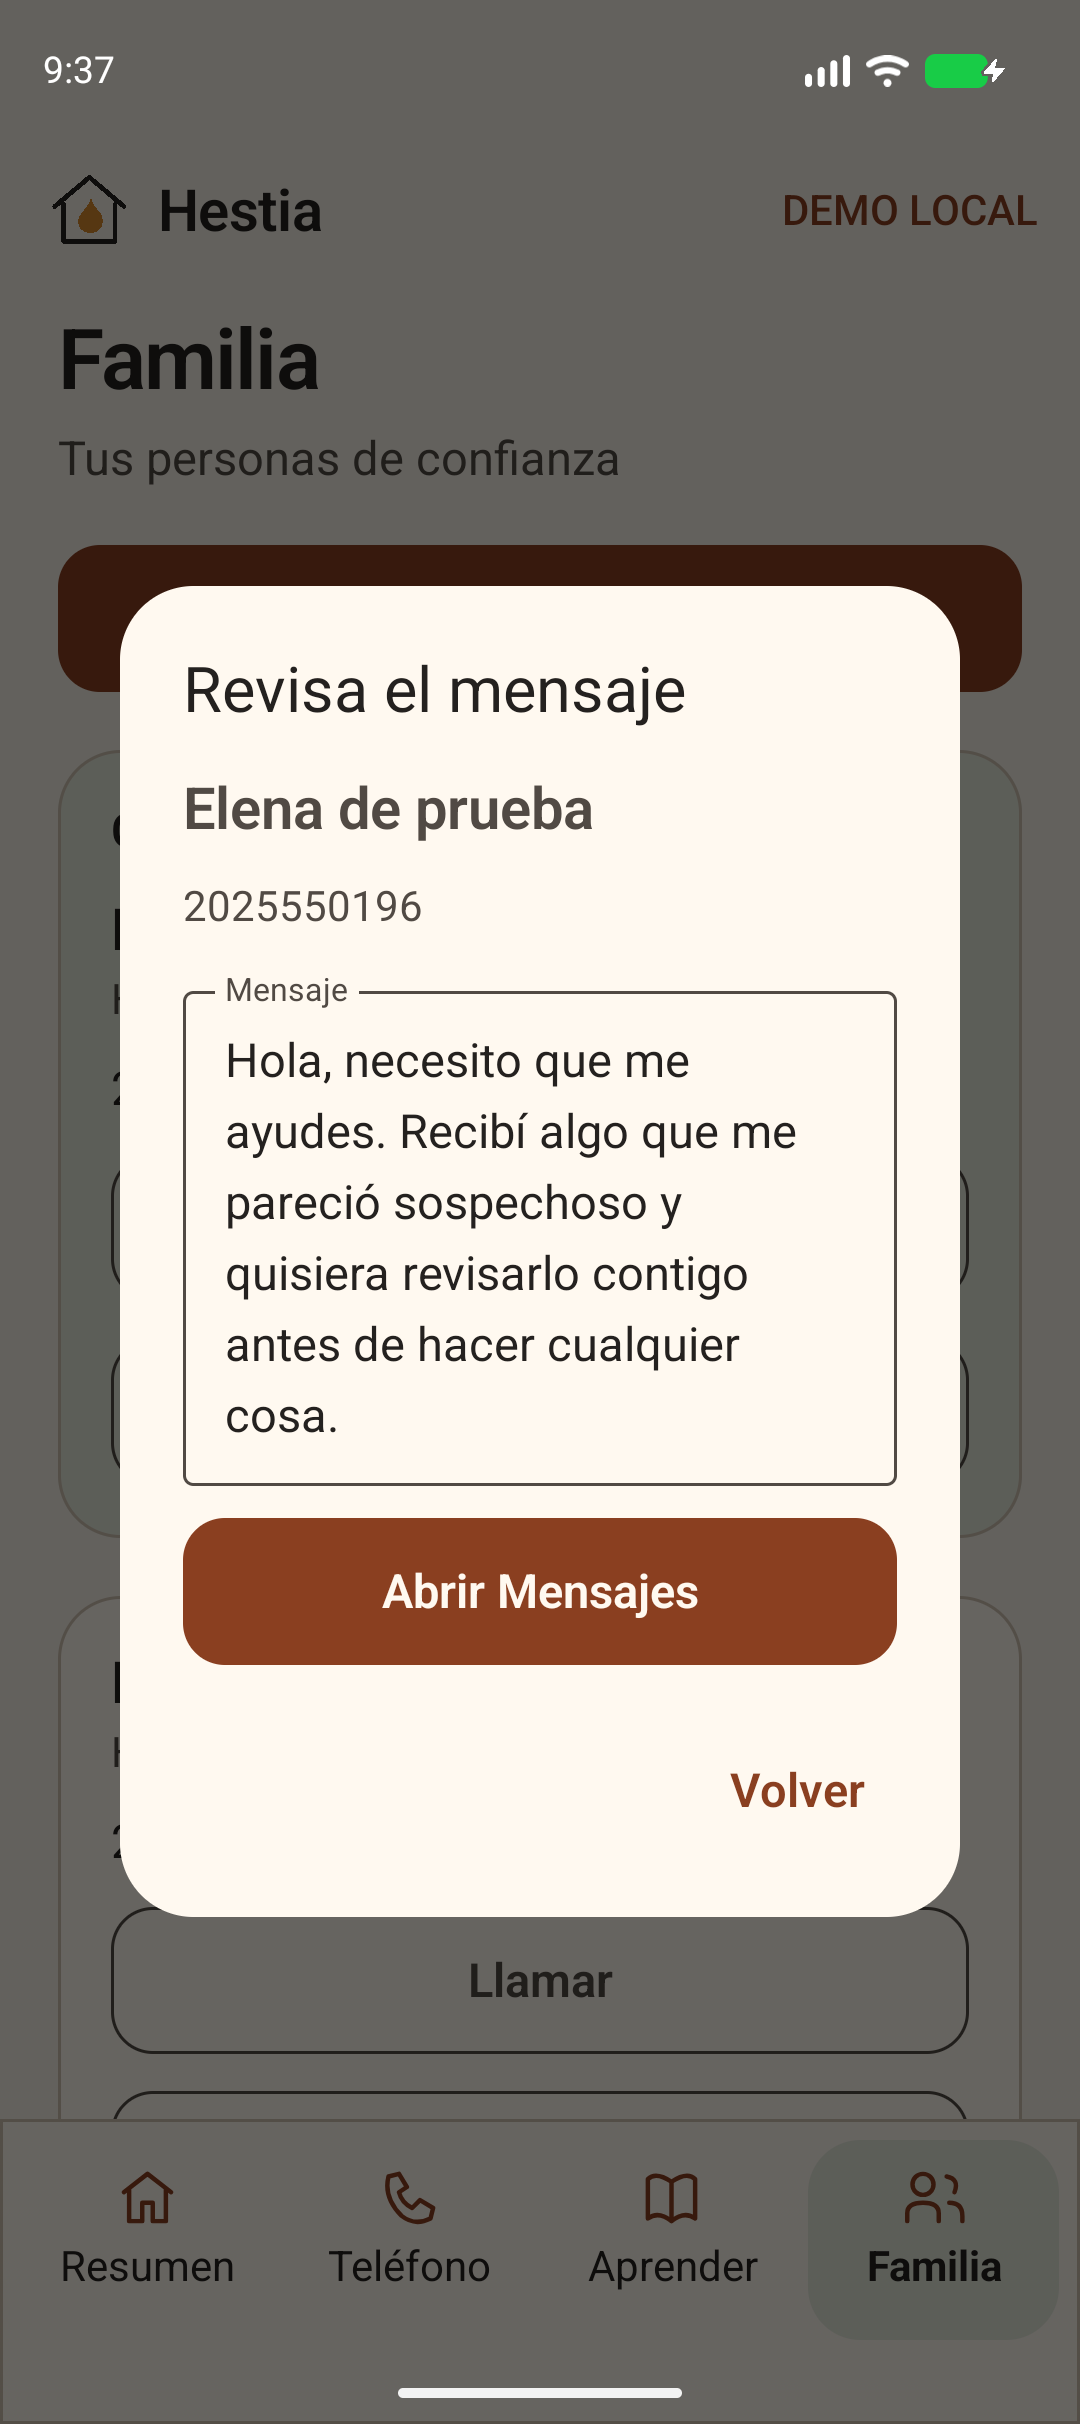 9:37
Hestia
DEMO LOCAL
Familia
Tus personas de confianza
Revisa el mensaje
Elena de prueba
2025550196
Mensaje
Hola, necesito que me
ayudes. Recibí algo que me
pareció sospechoso y
quisiera revisarlo contigo
antes de hacer cualquier
cosa.
Abrir Mensajes
Volver
Llamar
Resumen
Teléfono
Aprender
Familia